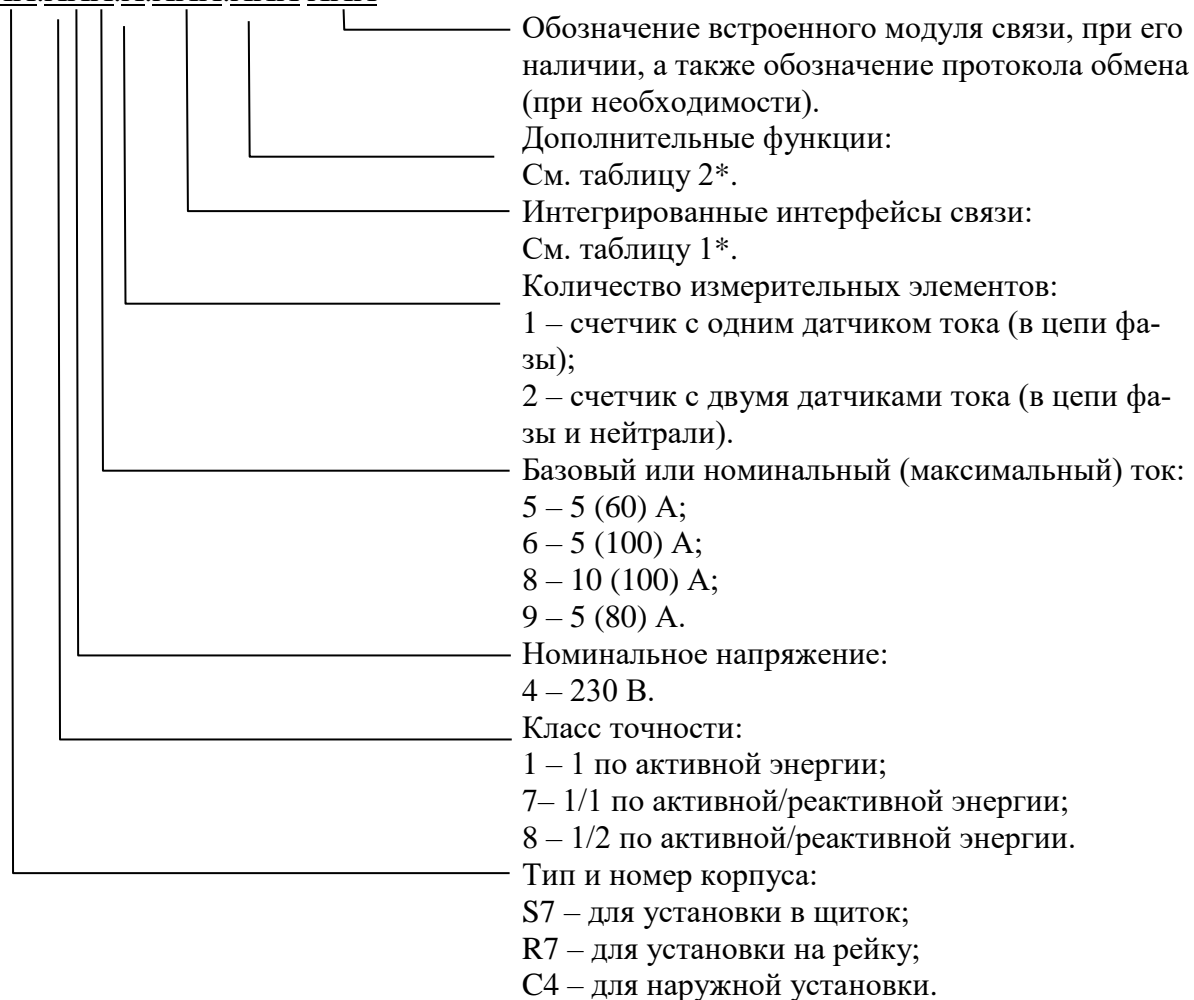 Обозначение встроенного модуля связи, при его
наличии, а также обозначение протокола обмена
(при необходимости).
Дополнительные функции:
См. таблицу 2*.
Интегрированные интерфейсы связи:
См. таблицу 1*.
Количество измерительных элементов:
1 – счетчик с одним датчиком тока (в цепи фа-
зы);
2 – счетчик с двумя датчиками тока (в цепи фа-
зы и нейтрали).
Базовый или номинальный (максимальный) ток:
5 – 5 (60) А;
6 – 5 (100) А;
8 – 10 (100) А;
9 – 5 (80) А.
Номинальное напряжение:
4 – 230 В.
Класс точности:
1 – 1 по активной энергии;
7– 1/1 по активной/реактивной энергии;
8 – 1/2 по активной/реактивной энергии.
Тип и номер корпуса:
S7 – для установки в щиток;
R7 – для установки на рейку;
C4 – для наружной установки.